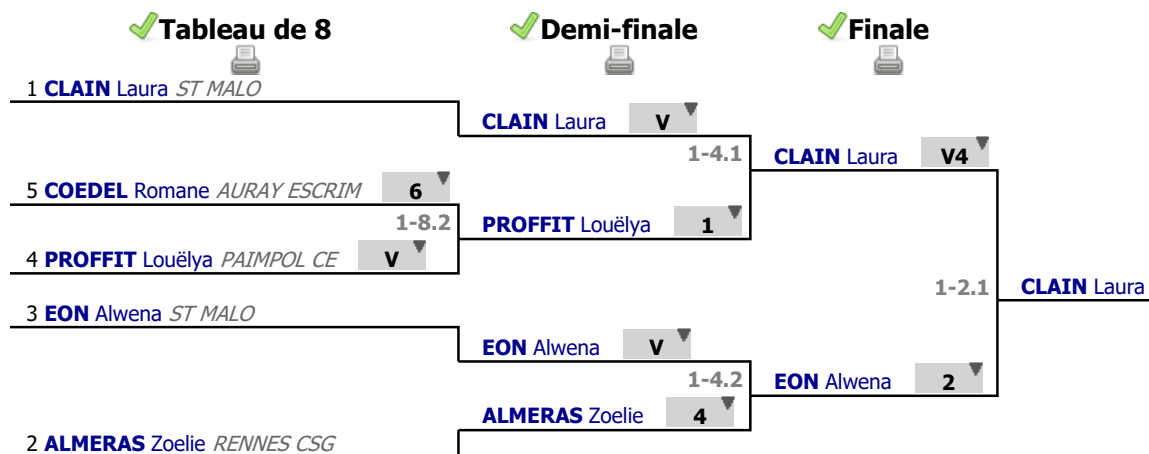 Tableau de 8 Demi-finale Finale
1 CLAIN Laura ST MALO
CLAIN Laura V
1-4.1
CLAIN Laura V4
5 COEDEL Romane AURAY ESCRIM 6
1-8.2
PROFFIT Louëlya 1
4 PROFFIT Louëlya PAIMPOL CE V
1-2.1
CLAIN Laura
3 EON Alwena ST MALO
EON Alwena V
1-4.2
EON Alwena 2
ALMERAS Zoelie 4
2 ALMERAS Zoelie RENNES CSG